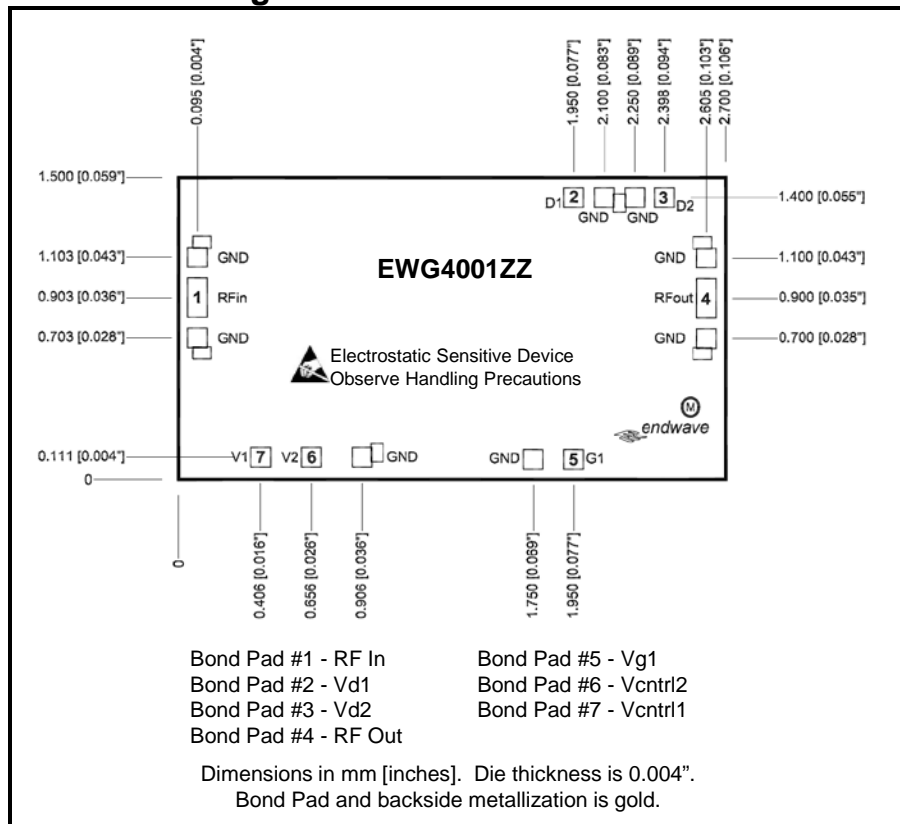 0.095 [0.004"]
1.950 [0.077"]
2.100 [0.083"]
2.250 [0.089"]
2.398 [0.094"]
2.605 [0.103"]
2.700 [0.106"]
1.500 [0.059"]
D1 2 GND GND 3 D2
1.400 [0.055"]
1.103 [0.043"]
GND
EWG4001ZZ
GND
1.100 [0.043"]
0.903 [0.036"]
1 RFin
RFout 4
0.900 [0.035"]
0.703 [0.028"]
GND
GND
0.700 [0.028"]
Electrostatic Sensitive Device
Observe Handling Precautions
M
endwave
0.111 [0.004"]
V1 7 V2 6 GND
GND 5 G1
0
0
0.406 [0.016"]
0.656 [0.026"]
0.906 [0.036"]
1.750 [0.069"]
1.950 [0.077"]
Bond Pad #1 - RF In
Bond Pad #2 - Vd1
Bond Pad #3 - Vd2
Bond Pad #4 - RF Out
Bond Pad #5 - Vg1
Bond Pad #6 - Vcntrl2
Bond Pad #7 - Vcntrl1
Dimensions in mm [inches]. Die thickness is 0.004”.
Bond Pad and backside metallization is gold.